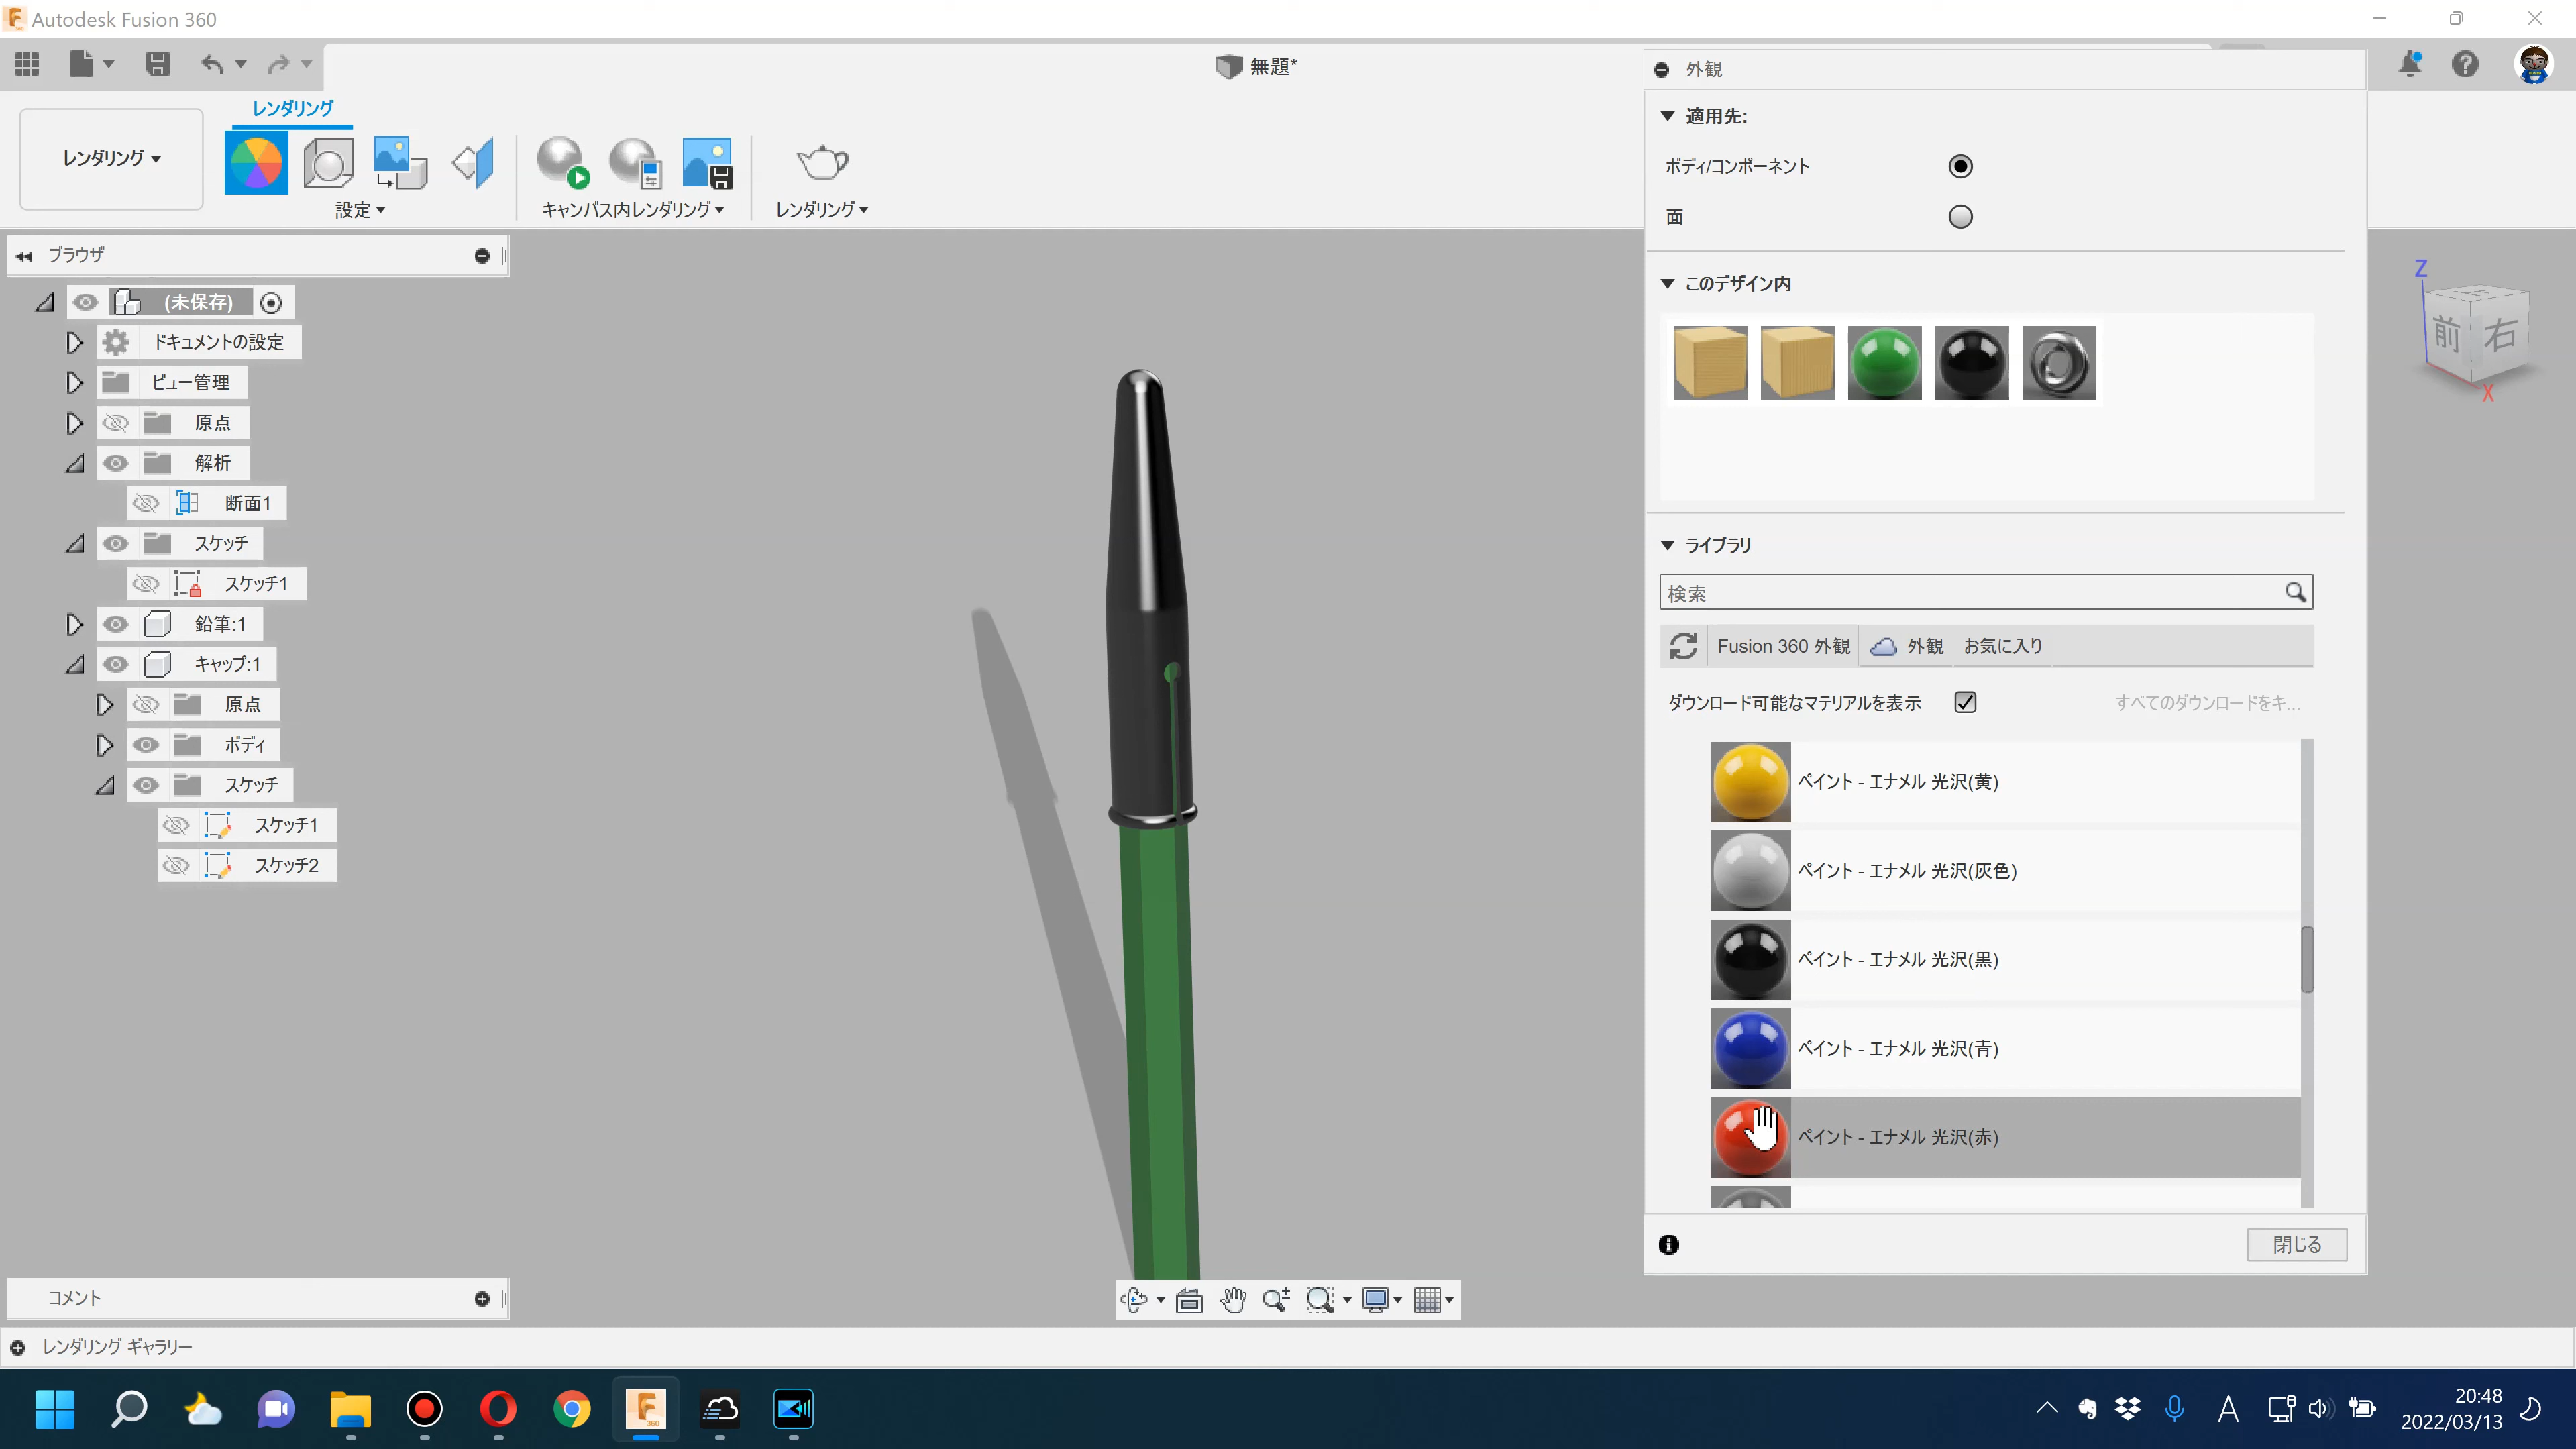 Autodesk Fusion 360
無題*
レンダリング
レンダリング
設定
キャンバス内レンダリング
レンダリング
ブラウザ
(未保存)
ドキュメントの設定
ビュー管理
原点
解析
断面1
スケッチ
スケッチ1
鉛筆:1
キャップ:1
原点
ボディ
スケッチ
スケッチ1
スケッチ2
外観
適用先:
ボディ/コンポーネント
面
このデザイン内
ライブラリ
検索
Fusion 360 外観
外観
お気に入り
ダウンロード可能なマテリアルを表示
すべてのダウンロードをキ...
ペイント - エナメル 光沢(黄)
ペイント - エナメル 光沢(灰色)
ペイント - エナメル 光沢(黒)
ペイント - エナメル 光沢(青)
ペイント - エナメル 光沢(赤)
閉じる
Z
前
右
X
コメント
レンダリング ギャラリー
360
A
20:48
2022/03/13